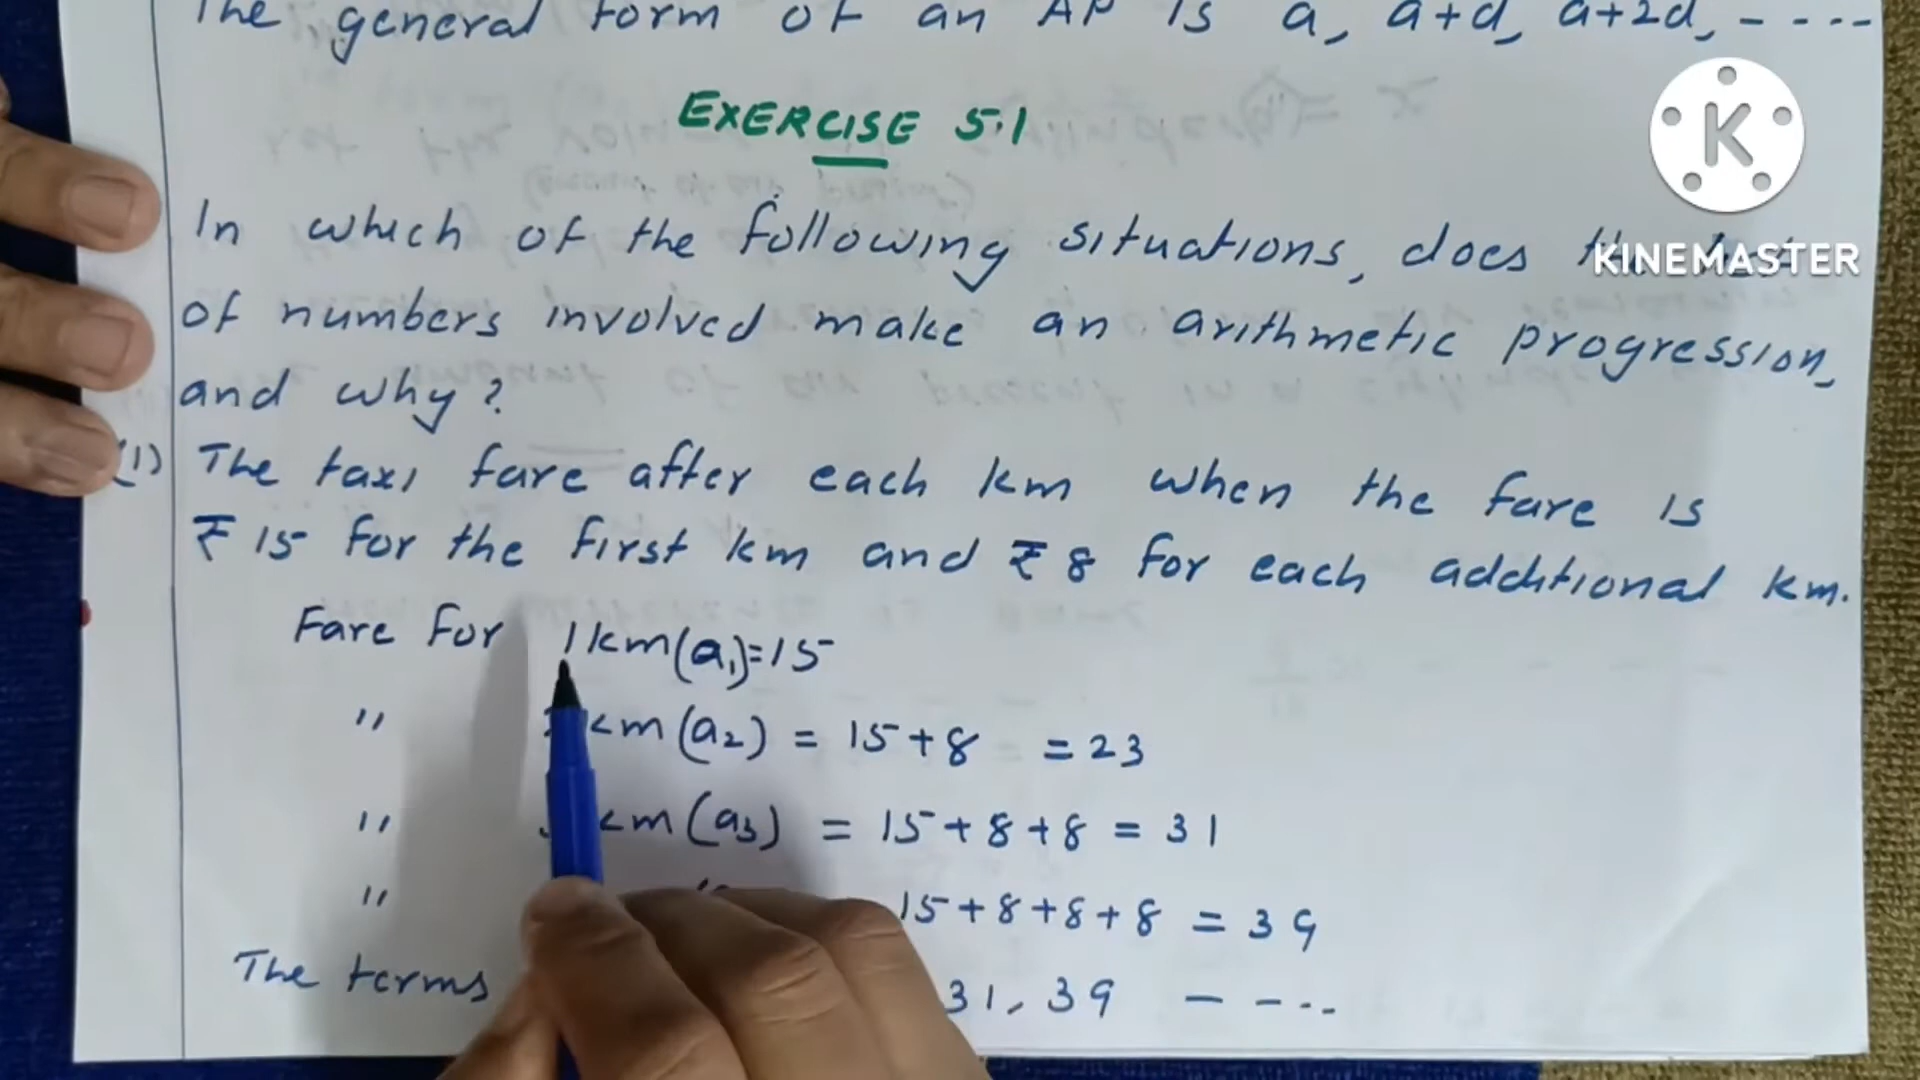 The general form of an AP is a, a+d, a+2d, - - - -
EXERCISE 5.1
K
KINEMASTER
In which of the following situations, does the
of numbers involved make an arithmetic progression,
and why?
(1) The taxi fare after each km when the fare is
₹ 15 for the first km and ₹ 8 for each additional km.
Fare for 1 km (a₁) = 15
" km (a₂) = 15 + 8 = 23
" km (a₃) = 15 + 8 + 8 = 31
" 15 + 8 + 8 + 8 = 39
The terms 31, 39 - - - -